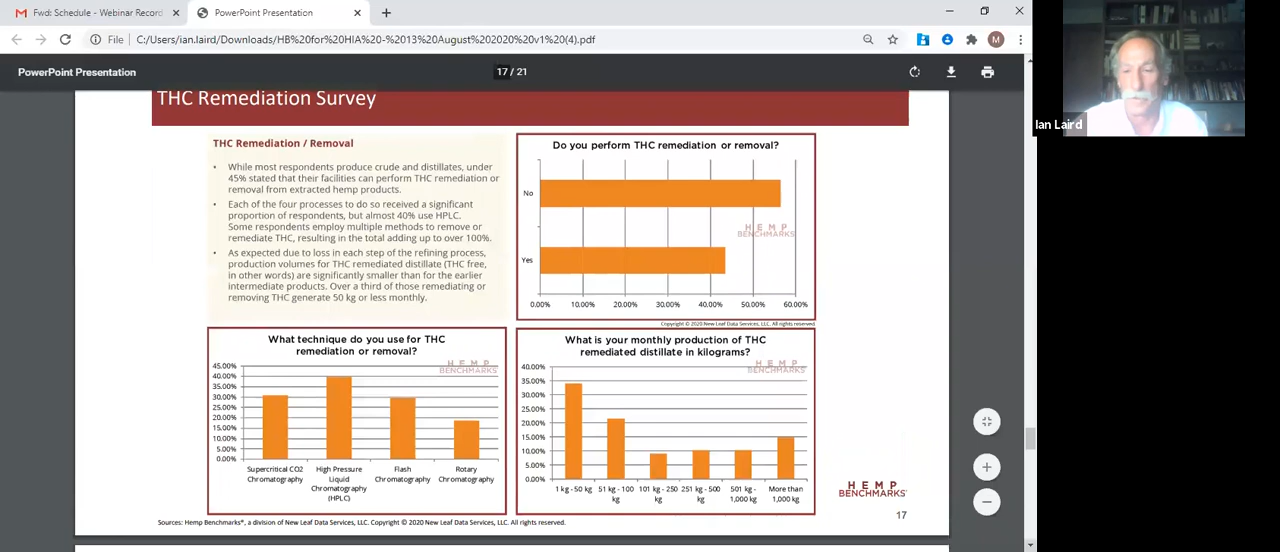 Fwd: Schedule - Webinar Record
PowerPoint Presentation
File
C:/Users/ian.laird/Downloads/HB%20for%20HIA%20-%2013%20August%202020%20v1%20(4).pdf
M
PowerPoint Presentation
17 / 21
Ian Laird
THC Remediation Survey
THC Remediation / Removal
• While most respondents produce crude and distillates, under
45% stated that their facilities can perform THC remediation or
removal from extracted hemp products.
• Each of the four processes to do so received a significant
proportion of respondents, but almost 40% use HPLC.
Some respondents employ multiple methods to remove or
remediate THC, resulting in the total adding up to over 100%.
• As expected due to loss in each step of the refining process,
production volumes for THC remediated distillate (THC free,
in other words) are significantly smaller than for the earlier
intermediate products. Over a third of those remediating or
removing THC generate 50 kg or less monthly.
Do you perform THC remediation or removal?
No
HEMP
BENCHMARKS
Yes
0.00% 10.00% 20.00% 30.00% 40.00% 50.00% 60.00%
Copyright © 2020 New Leaf Data Services, LLC. All rights reserved
What technique do you use for THC
remediation or removal?
HEMP
BENCHMARKS
45.00%
40.00%
35.00%
30.00%
25.00%
20.00%
15.00%
10.00%
5.00%
0.00%
Supercritical CO2
Chromatography
High Pressure
Liquid
Chromatography
(HPLC)
Flash
Chromatography
Rotary
Chromatography
What is your monthly production of THC
remediated distillate in kilograms?
HEMP
BENCHMARKS
40.00%
35.00%
30.00%
25.00%
20.00%
15.00%
10.00%
5.00%
0.00%
1 kg - 50 kg
51 kg - 100
kg
101 kg - 250
kg
251 kg - 500
kg
501 kg -
1,000 kg
More than
1,000 kg
HEMP
BENCHMARKS
17
Sources: Hemp Benchmarks®, a division of New Leaf Data Services, LLC. Copyright © 2020 New Leaf Data Services, LLC. All rights reserved.